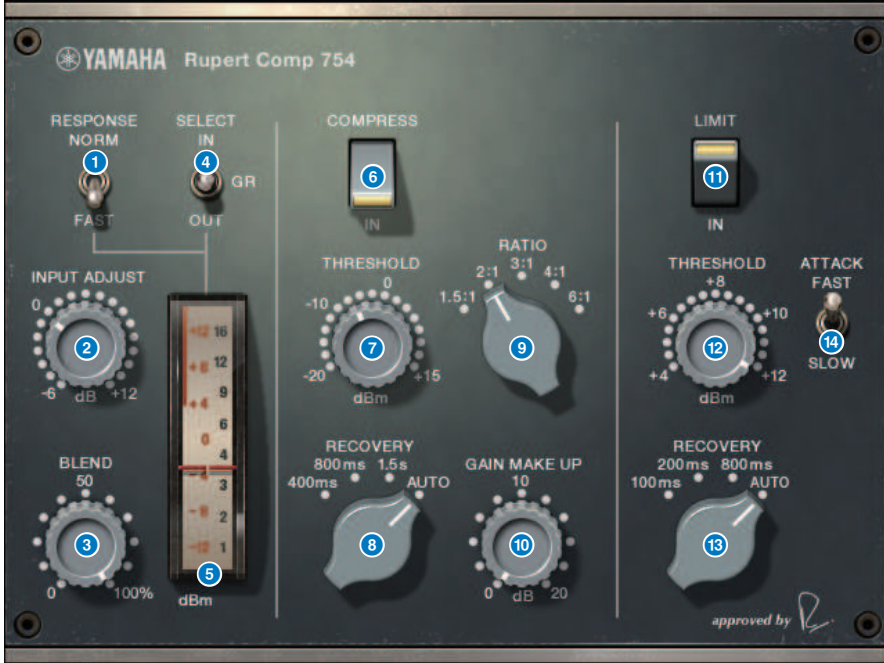 YAMAHA Rupert Comp 754
RESPONSE
NORM
1
FAST
SELECT
IN
4
GR
OUT
INPUT ADJUST
0
2
-6 dB +12
BLEND
50
3
0 100%
+12 16
+8 12
+4 9
6
0 4
-4 3
-8 2
-12 1
5
dBm
COMPRESS
6
IN
THRESHOLD
-10 0
7
-20 +15
dBm
RATIO
1.5:1 2:1 3:1 4:1 6:1
9
RECOVERY
400ms 800ms 1.5s AUTO
8
GAIN MAKE UP
10
10
0 dB 20
LIMIT
11
IN
THRESHOLD
+8
+6 +10
12
+4 +12
dBm
ATTACK
FAST
14
SLOW
RECOVERY
100ms 200ms 800ms AUTO
13
approved by